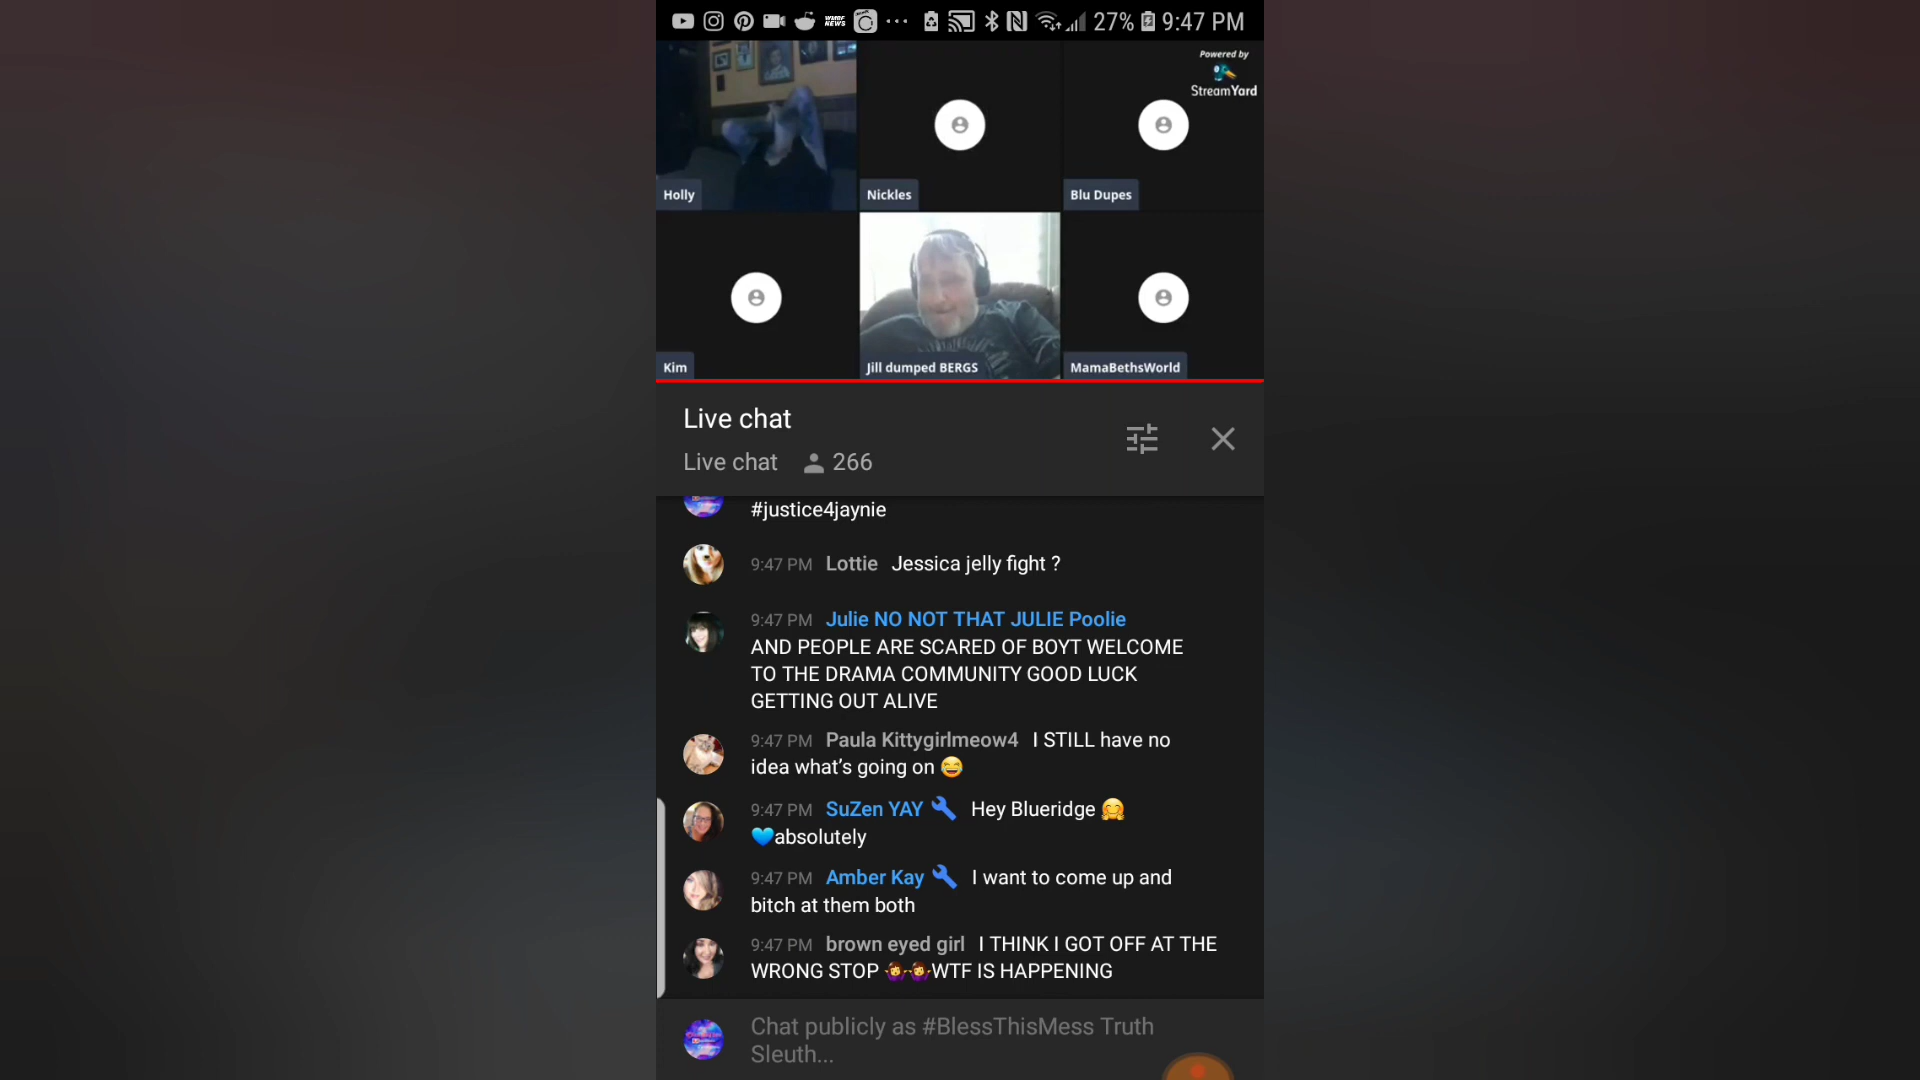 27% 9:47 PM
Powered by
StreamYard
Holly
Nickles
Blu Dupes
Kim
Jill dumped BERGS
MamaBethsWorld
Live chat
Live chat 266
#justice4jaynie
9:47 PM Lottie Jessica jelly fight ?
9:47 PM Julie NO NOT THAT JULIE Poolie
AND PEOPLE ARE SCARED OF BOYT WELCOME
TO THE DRAMA COMMUNITY GOOD LUCK
GETTING OUT ALIVE
9:47 PM Paula Kittygirlmeow4 I STILL have no
idea what's going on 😂
9:47 PM SuZen YAY Hey Blueridge 🤗
💙absolutely
9:47 PM Amber Kay I want to come up and
bitch at them both
9:47 PM brown eyed girl I THINK I GOT OFF AT THE
WRONG STOP 🤷‍♀️🤷‍♀️WTF IS HAPPENING
Chat publicly as #BlessThisMess Truth
Sleuth...